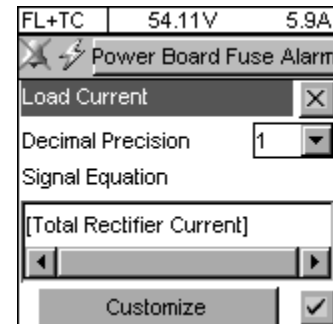 FL+TC 54.11V 5.9A
Power Board Fuse Alarm
Load Current
Decimal Precision 1
Signal Equation
[Total Rectifier Current]
Customize